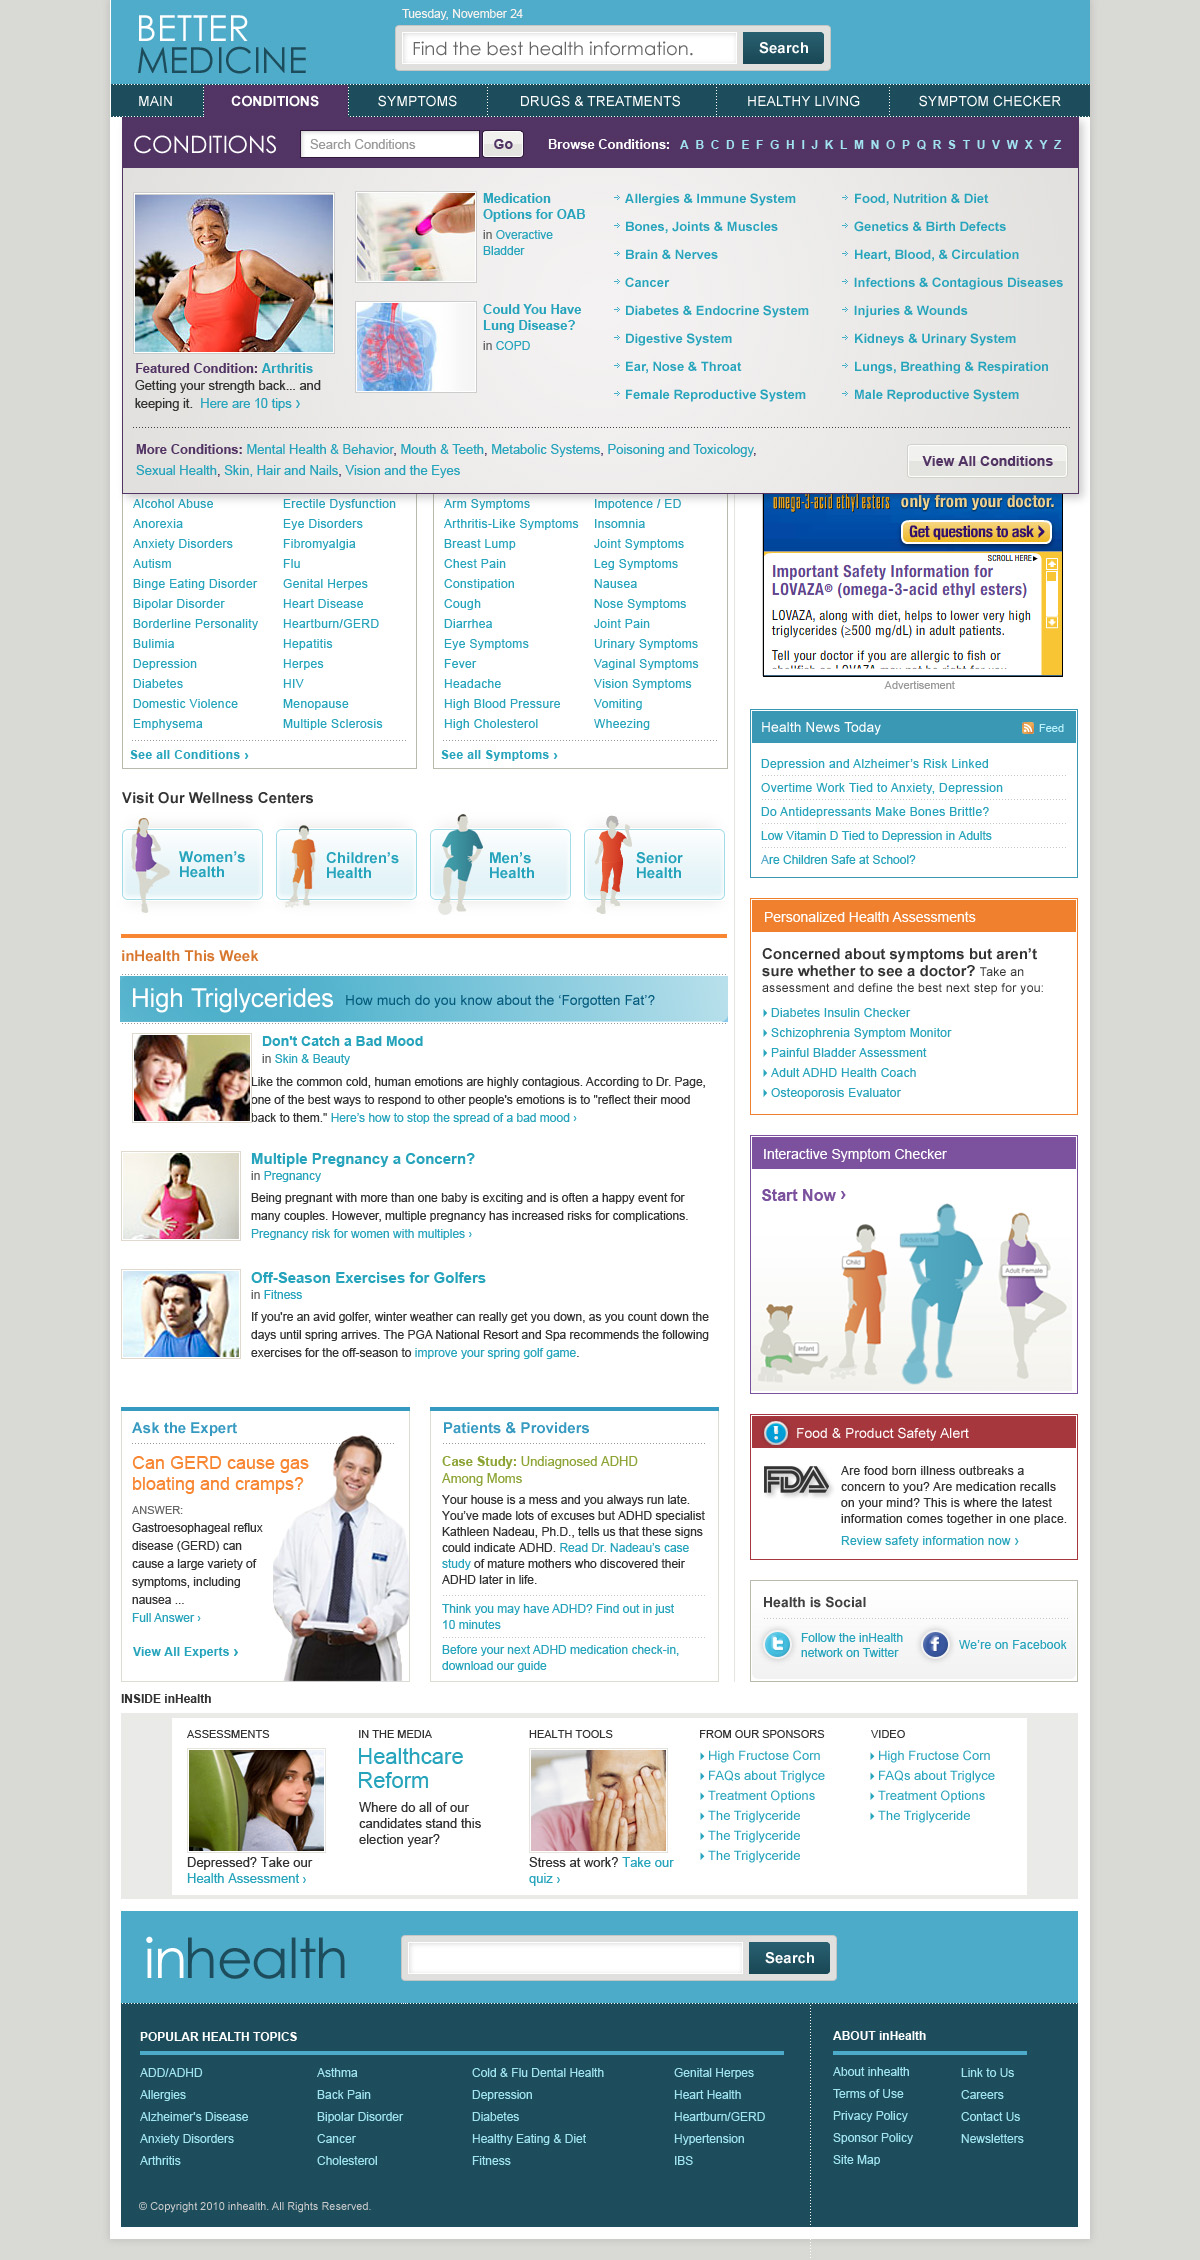 BETTER
MEDICINE
Tuesday, November 24
Find the best health information.
Search
MAIN
CONDITIONS
SYMPTOMS
DRUGS & TREATMENTS
HEALTHY LIVING
SYMPTOM CHECKER
CONDITIONS
Search Conditions
Go
Browse Conditions: A B C D E F G H I J K L M N O P Q R S T U V W X Y Z
Featured Condition: Arthritis
Getting your strength back... and
keeping it. Here are 10 tips ›
Medication
Options for OAB
in Overactive
Bladder
Could You Have
Lung Disease?
in COPD
Allergies & Immune System
Bones, Joints & Muscles
Brain & Nerves
Cancer
Diabetes & Endocrine System
Digestive System
Ear, Nose & Throat
Female Reproductive System
Food, Nutrition & Diet
Genetics & Birth Defects
Heart, Blood, & Circulation
Infections & Contagious Diseases
Injuries & Wounds
Kidneys & Urinary System
Lungs, Breathing & Respiration
Male Reproductive System
More Conditions: Mental Health & Behavior, Mouth & Teeth, Metabolic Systems, Poisoning and Toxicology,
Sexual Health, Skin, Hair and Nails, Vision and the Eyes
View All Conditions
Alcohol Abuse
Anorexia
Anxiety Disorders
Autism
Binge Eating Disorder
Bipolar Disorder
Borderline Personality
Bulimia
Depression
Diabetes
Domestic Violence
Emphysema
Erectile Dysfunction
Eye Disorders
Fibromyalgia
Flu
Genital Herpes
Heart Disease
Heartburn/GERD
Hepatitis
Herpes
HIV
Menopause
Multiple Sclerosis
See all Conditions ›
Arm Symptoms
Arthritis-Like Symptoms
Breast Lump
Chest Pain
Constipation
Cough
Diarrhea
Eye Symptoms
Fever
Headache
High Blood Pressure
High Cholesterol
Impotence / ED
Insomnia
Joint Symptoms
Leg Symptoms
Nausea
Nose Symptoms
Joint Pain
Urinary Symptoms
Vaginal Symptoms
Vision Symptoms
Vomiting
Wheezing
See all Symptoms ›
omega-3-acid ethyl esters
only from your doctor.
Get questions to ask ›
SCROLL HERE
Important Safety Information for
LOVAZA® (omega-3-acid ethyl esters)
LOVAZA, along with diet, helps to lower very high
triglycerides (≥500 mg/dL) in adult patients.
Tell your doctor if you are allergic to fish or
shellfish or LOVAZA may not be right for you.
Advertisement
Health News Today
Feed
Depression and Alzheimer's Risk Linked
Overtime Work Tied to Anxiety, Depression
Do Antidepressants Make Bones Brittle?
Low Vitamin D Tied to Depression in Adults
Are Children Safe at School?
Visit Our Wellness Centers
Women's
Health
Children's
Health
Men's
Health
Senior
Health
Personalized Health Assessments
Concerned about symptoms but aren't
sure whether to see a doctor? Take an
assessment and define the best next step for you:
Diabetes Insulin Checker
Schizophrenia Symptom Monitor
Painful Bladder Assessment
Adult ADHD Health Coach
Osteoporosis Evaluator
inHealth This Week
High Triglycerides How much do you know about the 'Forgotten Fat'?
Don't Catch a Bad Mood
in Skin & Beauty
Like the common cold, human emotions are highly contagious. According to Dr. Page,
one of the best ways to respond to other people's emotions is to "reflect their mood
back to them." Here's how to stop the spread of a bad mood ›
Multiple Pregnancy a Concern?
in Pregnancy
Being pregnant with more than one baby is exciting and is often a happy event for
many couples. However, multiple pregnancy has increased risks for complications.
Pregnancy risk for women with multiples ›
Off-Season Exercises for Golfers
in Fitness
If you're an avid golfer, winter weather can really get you down, as you count down the
days until spring arrives. The PGA National Resort and Spa recommends the following
exercises for the off-season to improve your spring golf game.
Interactive Symptom Checker
Start Now ›
Infant
Child
Adult Male
Adult Female
Ask the Expert
Can GERD cause gas
bloating and cramps?
ANSWER:
Gastroesophageal reflux
disease (GERD) can
cause a large variety of
symptoms, including
nausea ...
Full Answer ›
View All Experts ›
Patients & Providers
Case Study: Undiagnosed ADHD
Among Moms
Your house is a mess and you always run late.
You've made lots of excuses but ADHD specialist
Kathleen Nadeau, Ph.D., tells us that these signs
could indicate ADHD. Read Dr. Nadeau's case
study of mature mothers who discovered their
ADHD later in life.
Think you may have ADHD? Find out in just
10 minutes
Before your next ADHD medication check-in,
download our guide
Food & Product Safety Alert
FDA
Are food born illness outbreaks a
concern to you? Are medication recalls
on your mind? This is where the latest
information comes together in one place.
Review safety information now ›
Health is Social
Follow the inHealth
network on Twitter
We're on Facebook
INSIDE inHealth
ASSESSMENTS
Depressed? Take our
Health Assessment ›
IN THE MEDIA
Healthcare
Reform
Where do all of our
candidates stand this
election year?
HEALTH TOOLS
Stress at work? Take our
quiz ›
FROM OUR SPONSORS
High Fructose Corn
FAQs about Triglyce
Treatment Options
The Triglyceride
The Triglyceride
The Triglyceride
VIDEO
High Fructose Corn
FAQs about Triglyce
Treatment Options
The Triglyceride
inhealth
Search
POPULAR HEALTH TOPICS
ADD/ADHD
Allergies
Alzheimer's Disease
Anxiety Disorders
Arthritis
Asthma
Back Pain
Bipolar Disorder
Cancer
Cholesterol
Cold & Flu Dental Health
Depression
Diabetes
Healthy Eating & Diet
Fitness
Genital Herpes
Heart Health
Heartburn/GERD
Hypertension
IBS
ABOUT inHealth
About inhealth
Terms of Use
Privacy Policy
Sponsor Policy
Site Map
Link to Us
Careers
Contact Us
Newsletters
© Copyright 2010 inhealth. All Rights Reserved.